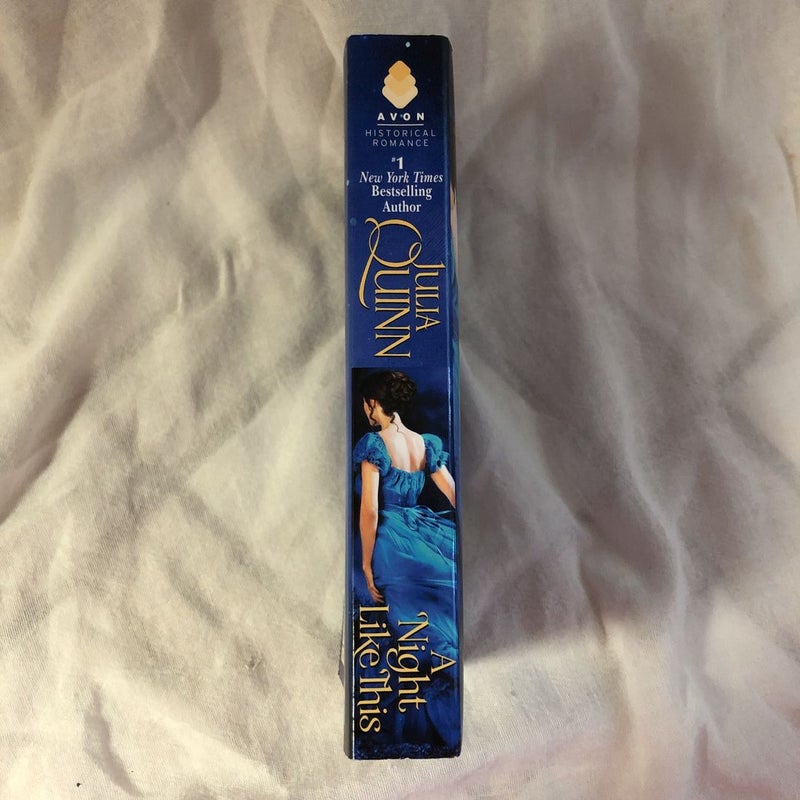 AVON
HISTORICAL
ROMANCE
#1
New York Times
Bestselling
Author
JULIA
QUINN
A
Night
Like This